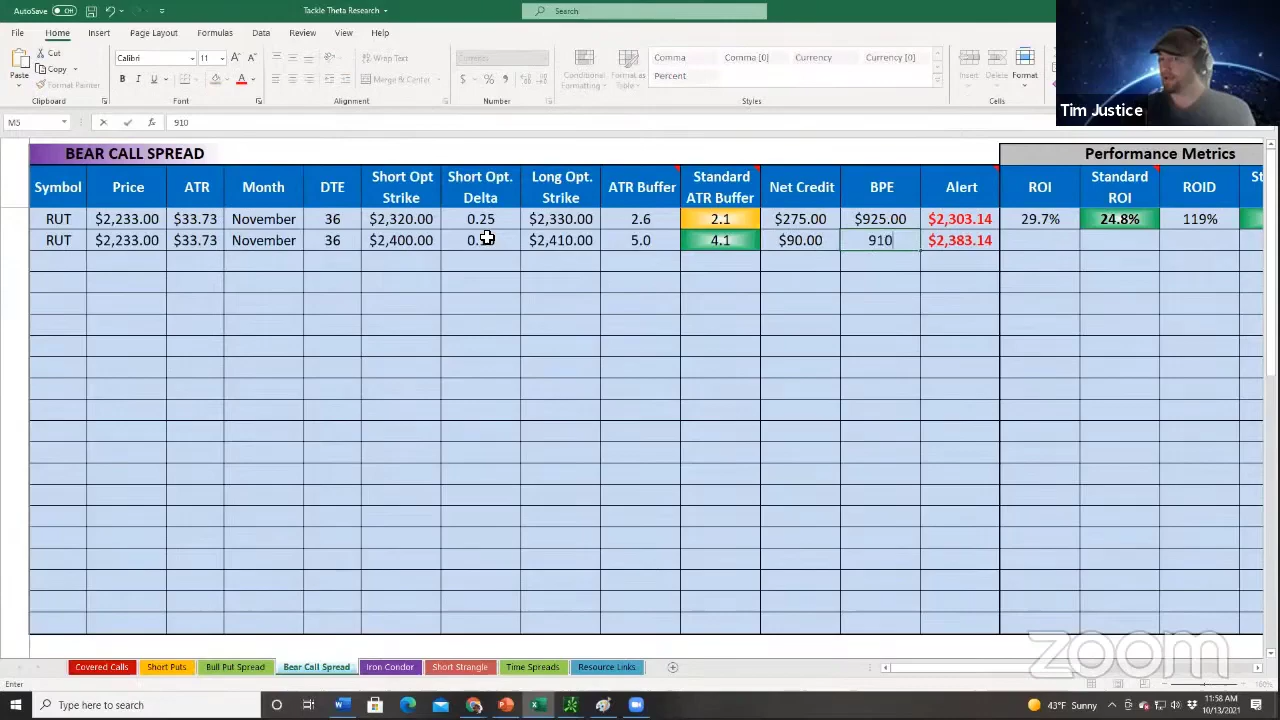 AutoSave Off Tackle Theta Research Search
File Home Insert Page Layout Formulas Data Review View Help
Paste Cut Copy Format Painter Clipboard
Calibri 11 B I U Font
Wrap Text Merge & Center Alignment
Formatics Number
Conditional Formatting Format as Table
Comma Comma [0] Currency Currency [0]
Percent
Styles
Insert Delete Format Cells
M5 910
Tim Justice
BEAR CALL SPREAD Performance Metrics
Symbol Price ATR Month DTE Short Opt Strike Short Opt. Delta Long Opt. Strike ATR Buffer Standard ATR Buffer Net Credit BPE Alert ROI Standard ROI ROID St
RUT $2,233.00 $33.73 November 36 $2,320.00 0.25 $2,330.00 2.6 2.1 $275.00 $925.00 $2,303.14 29.7% 24.8% 119%
RUT $2,233.00 $33.73 November 36 $2,400.00 $2,410.00 5.0 4.1 $90.00 910 $2,383.14
zoom
Covered Calls Short Puts Bull Put Spread Bear Call Spread Iron Condor Short Strangle Time Spreads Resource Links
Enter 160%
Type here to search 43°F Sunny 11:58 AM
10/13/2021